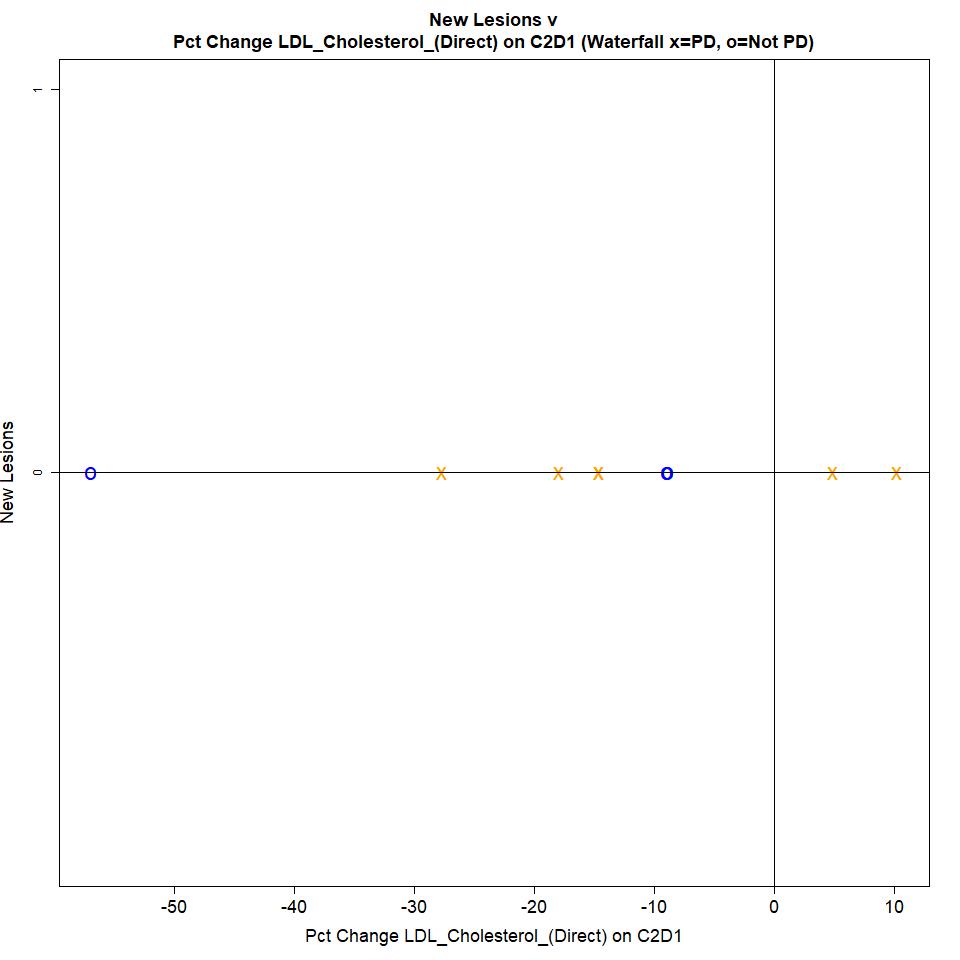 New Lesions v
Pct Change LDL_Cholesterol_(Direct) on C2D1 (Waterfall x=PD, o=Not PD)
1
0
New Lesions
o x x x o x x
-50 -40 -30 -20 -10 0 10
Pct Change LDL_Cholesterol_(Direct) on C2D1